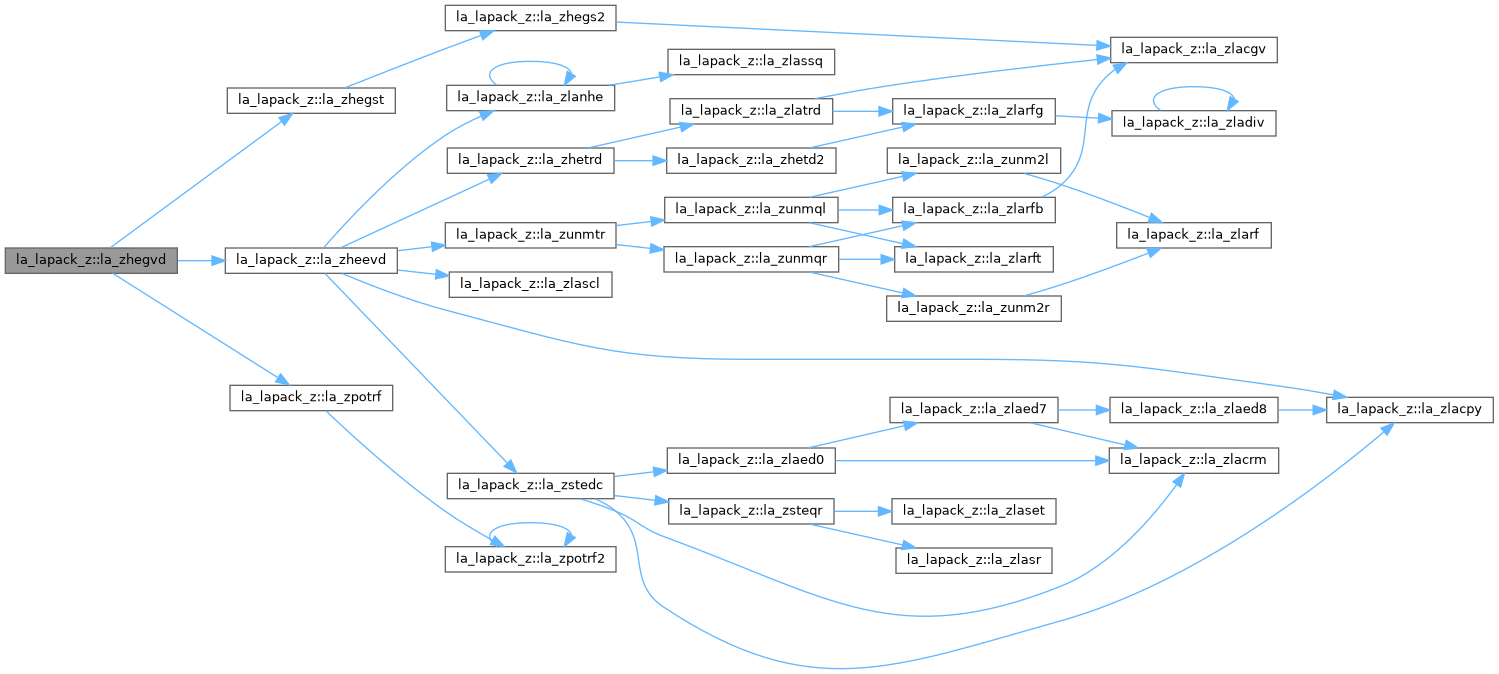 la_lapack_z::la_zhegvd
la_lapack_z::la_zhegst
la_lapack_z::la_zheevd
la_lapack_z::la_zpotrf
la_lapack_z::la_zhegs2
la_lapack_z::la_zlanhe
la_lapack_z::la_zhetrd
la_lapack_z::la_zunmtr
la_lapack_z::la_zlascl
la_lapack_z::la_zstedc
la_lapack_z::la_zpotrf2
la_lapack_z::la_zlassq
la_lapack_z::la_zlatrd
la_lapack_z::la_zhetd2
la_lapack_z::la_zunmql
la_lapack_z::la_zunmqr
la_lapack_z::la_zlaed0
la_lapack_z::la_zsteqr
la_lapack_z::la_zlarfg
la_lapack_z::la_zunm2l
la_lapack_z::la_zlarfb
la_lapack_z::la_zlarft
la_lapack_z::la_zunm2r
la_lapack_z::la_zlaed7
la_lapack_z::la_zlaset
la_lapack_z::la_zlasr
la_lapack_z::la_zlacgv
la_lapack_z::la_zladiv
la_lapack_z::la_zlarf
la_lapack_z::la_zlaed8
la_lapack_z::la_zlacrm
la_lapack_z::la_zlacpy